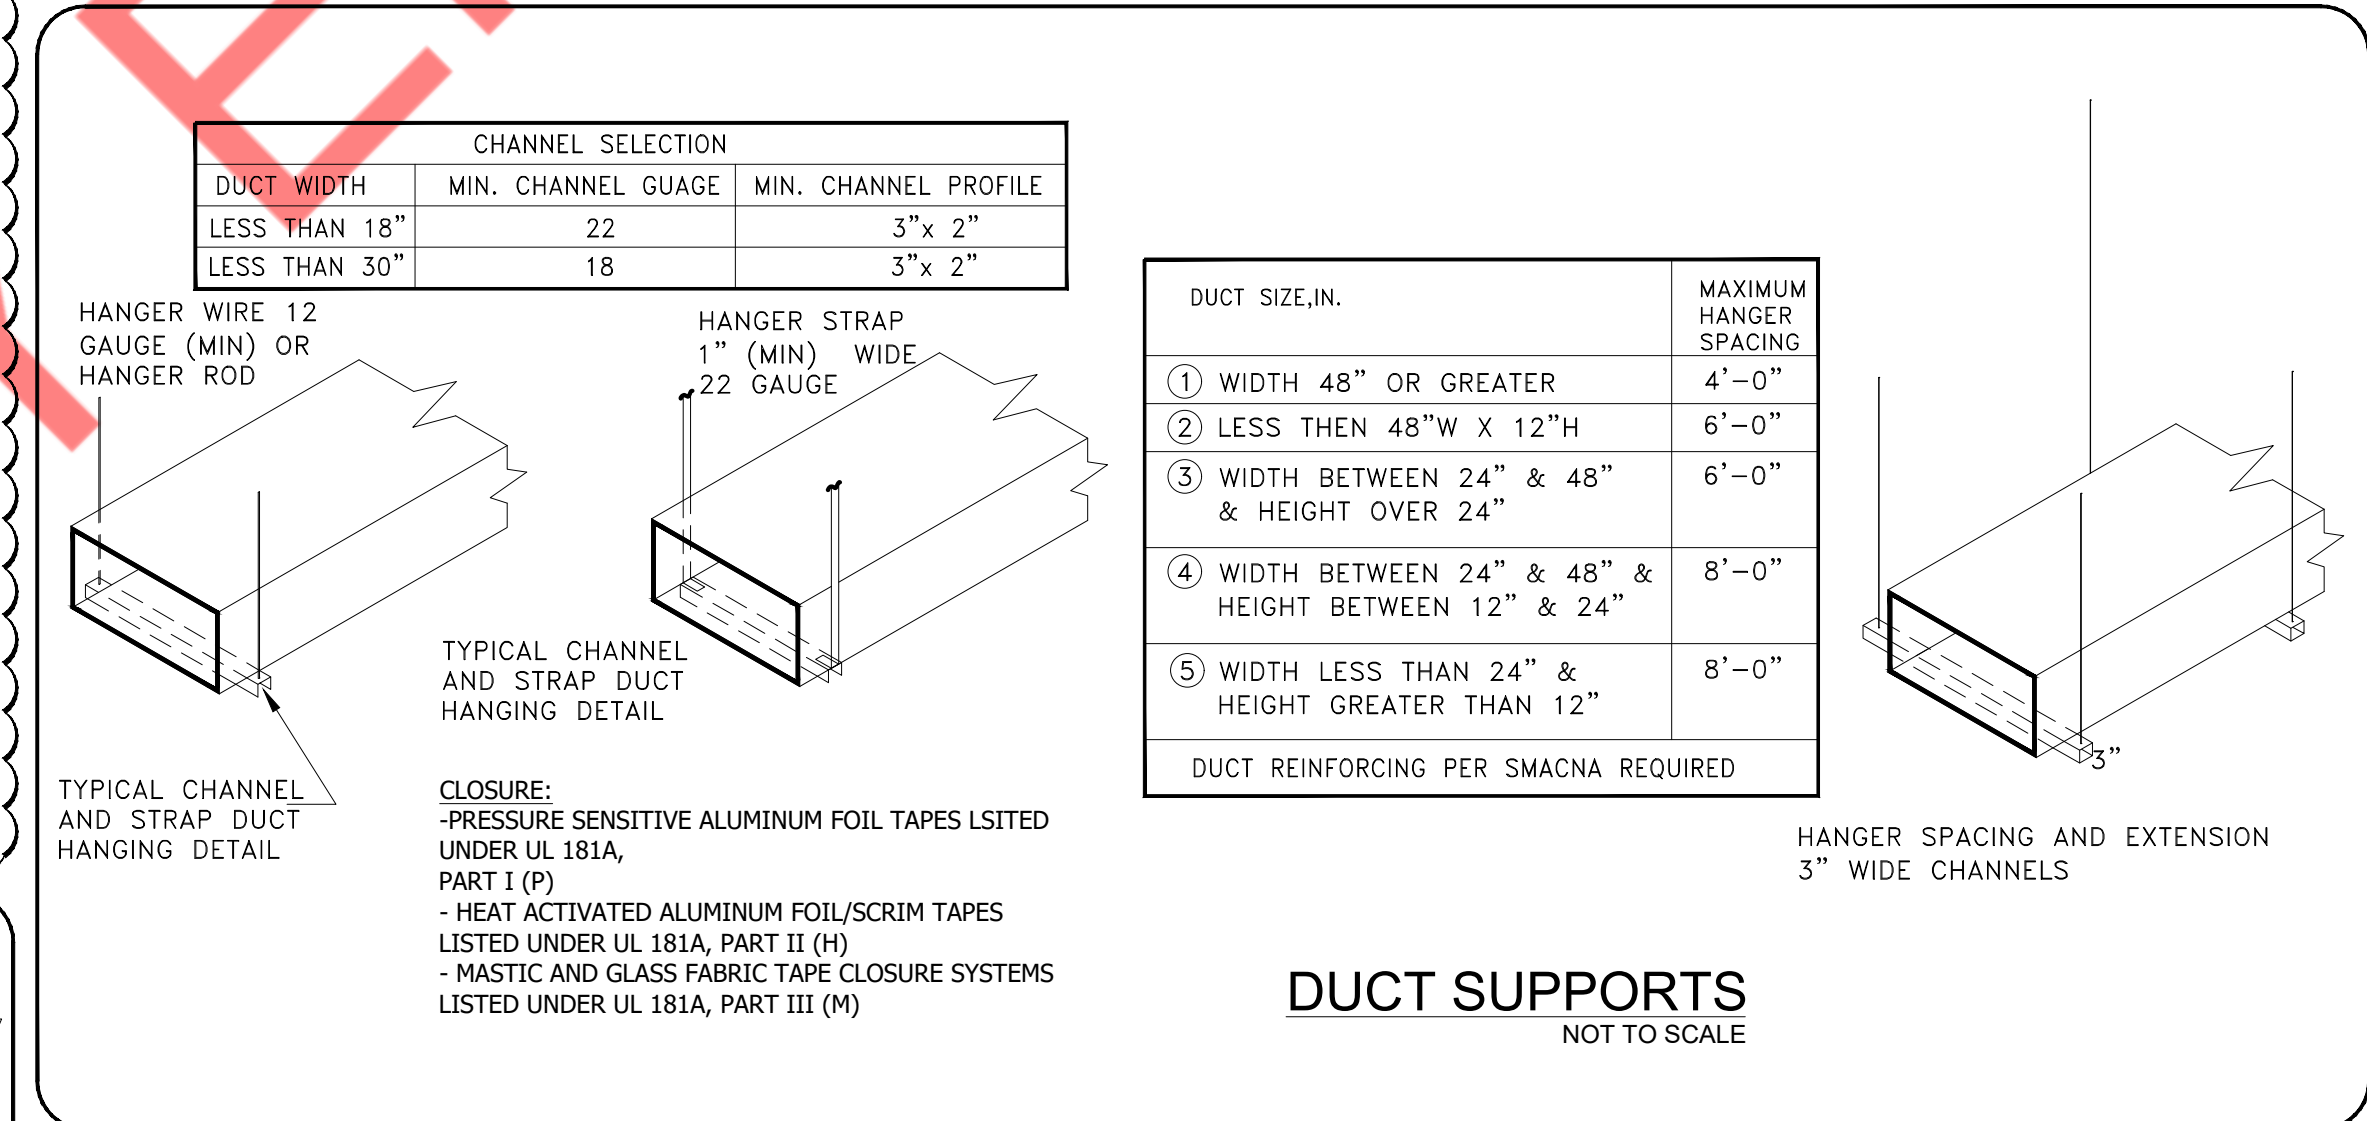 CHANNEL SELECTION
DUCT WIDTH MIN. CHANNEL GUAGE MIN. CHANNEL PROFILE
LESS THAN 18" 22 3"x 2"
LESS THAN 30" 18 3"x 2"
HANGER WIRE 12
GAUGE (MIN) OR
HANGER ROD
HANGER STRAP
1" (MIN) WIDE
22 GAUGE
TYPICAL CHANNEL
AND STRAP DUCT
HANGING DETAIL
TYPICAL CHANNEL
AND STRAP DUCT
HANGING DETAIL
CLOSURE:
-PRESSURE SENSITIVE ALUMINUM FOIL TAPES LSITED
UNDER UL 181A,
PART I (P)
- HEAT ACTIVATED ALUMINUM FOIL/SCRIM TAPES
LISTED UNDER UL 181A, PART II (H)
- MASTIC AND GLASS FABRIC TAPE CLOSURE SYSTEMS
LISTED UNDER UL 181A, PART III (M)
DUCT SIZE,IN.
MAXIMUM
HANGER
SPACING
1 WIDTH 48" OR GREATER 4'-0"
2 LESS THEN 48"W X 12"H 6'-0"
3 WIDTH BETWEEN 24" & 48" 6'-0"
& HEIGHT OVER 24"
4 WIDTH BETWEEN 24" & 48" & 8'-0"
HEIGHT BETWEEN 12" & 24"
5 WIDTH LESS THAN 24" & 8'-0"
HEIGHT GREATER THAN 12"
DUCT REINFORCING PER SMACNA REQUIRED
3"
HANGER SPACING AND EXTENSION
3" WIDE CHANNELS
DUCT SUPPORTS
NOT TO SCALE